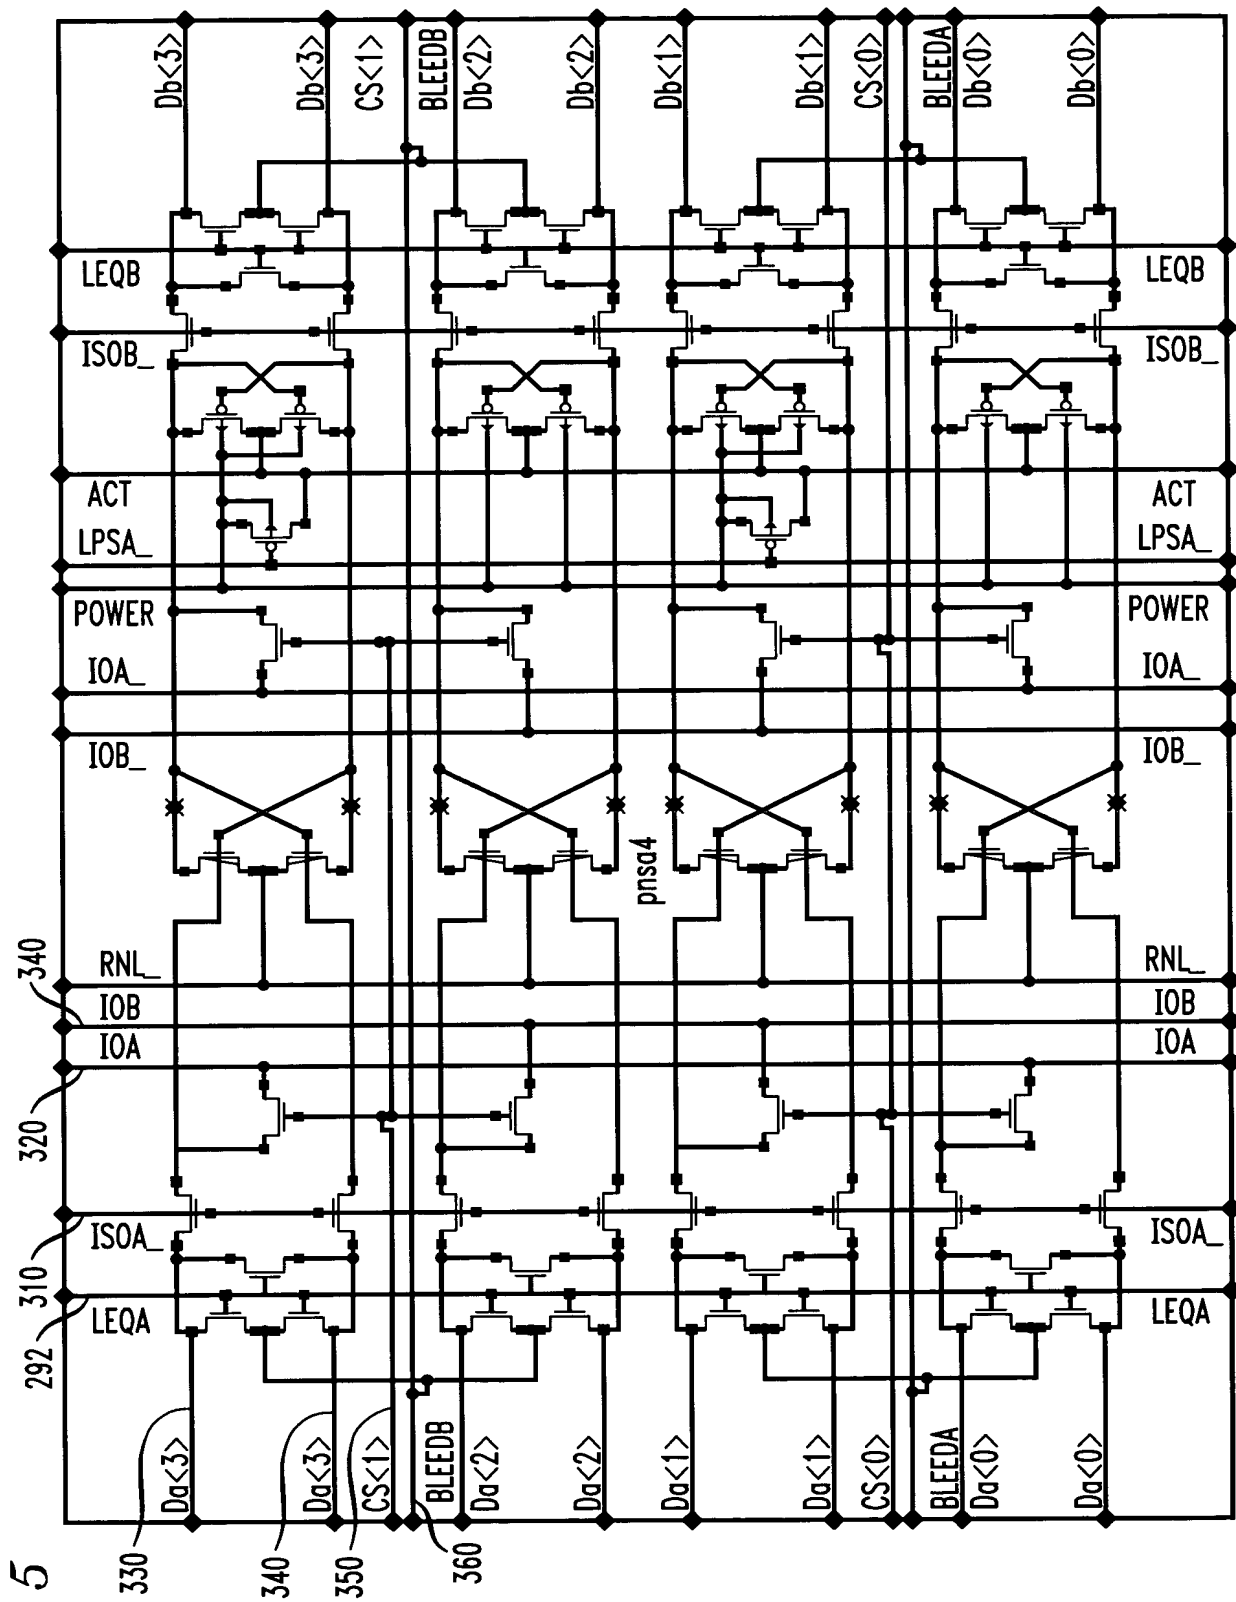 5
Db<3>
Db<3>
CS<1>
BLEEDB
Db<2>
Db<2>
Db<1>
Db<1>
CS<0>
BLEEDA
Db<0>
Db<0>
LEQB
LEQB
ISOB_
ISOB_
ACT
ACT
LPSA_
LPSA_
POWER
POWER
IOA_
IOA_
IOB_
IOB_
pnsa4
RNL_
RNL_
340
IOB
IOB
IOA
IOA
320
ISOA_
ISOA_
310
LEQA
LEQA
292
Da<3>
Da<3>
CS<1>
BLEEDB
Da<2>
Da<2>
Da<1>
Da<1>
CS<0>
BLEEDA
Da<0>
Da<0>
330
340
350
360